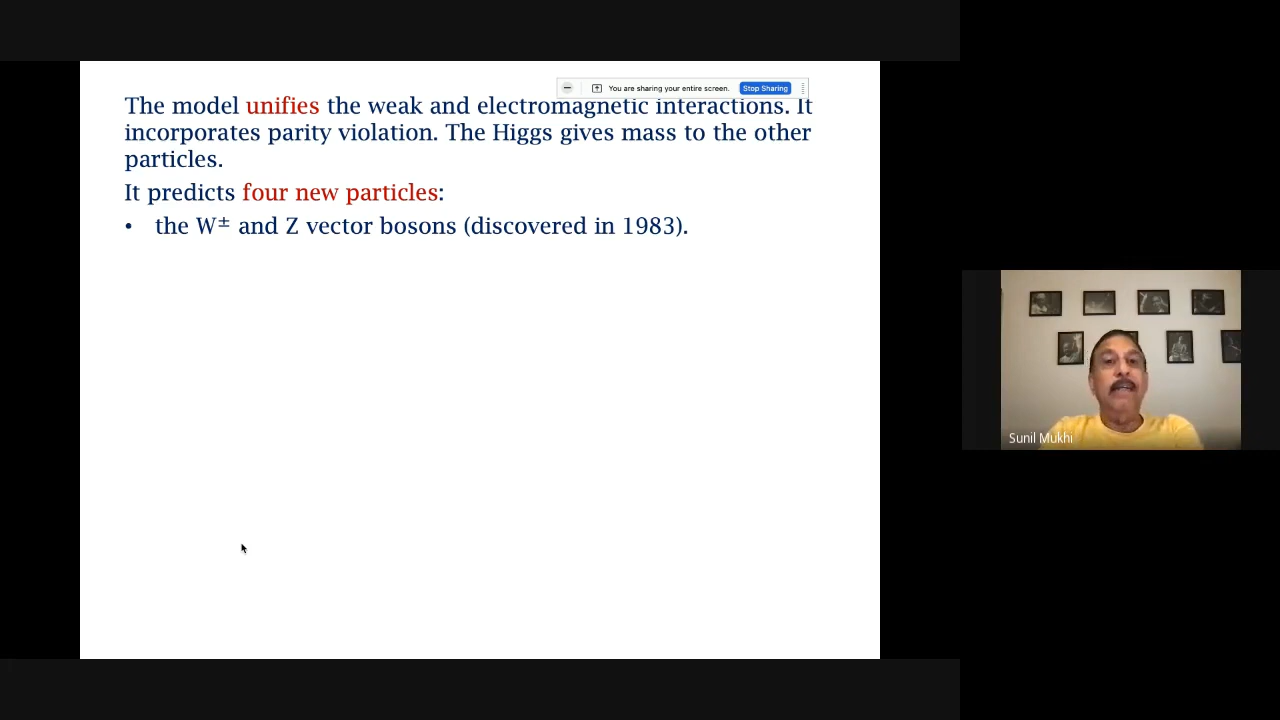 You are sharing your entire screen. Stop Sharing
The model unifies the weak and electromagnetic interactions. It
incorporates parity violation. The Higgs gives mass to the other
particles.
It predicts four new particles:
• the W± and Z vector bosons (discovered in 1983).
Sunil Mukhi